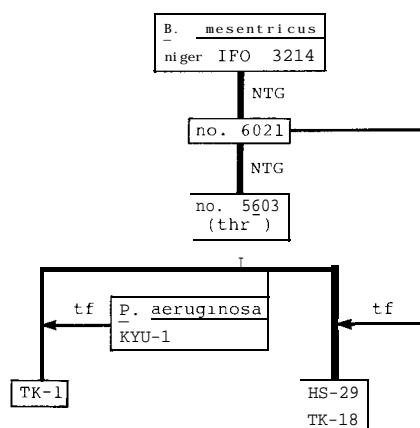 B. mesentricus
niger IFO 3214
NTG
no. 6021
NTG
no. 5603
(thr⁻)
tf
P. aeruginosa
KYU-1
tf
TK-1
HS-29
TK-18